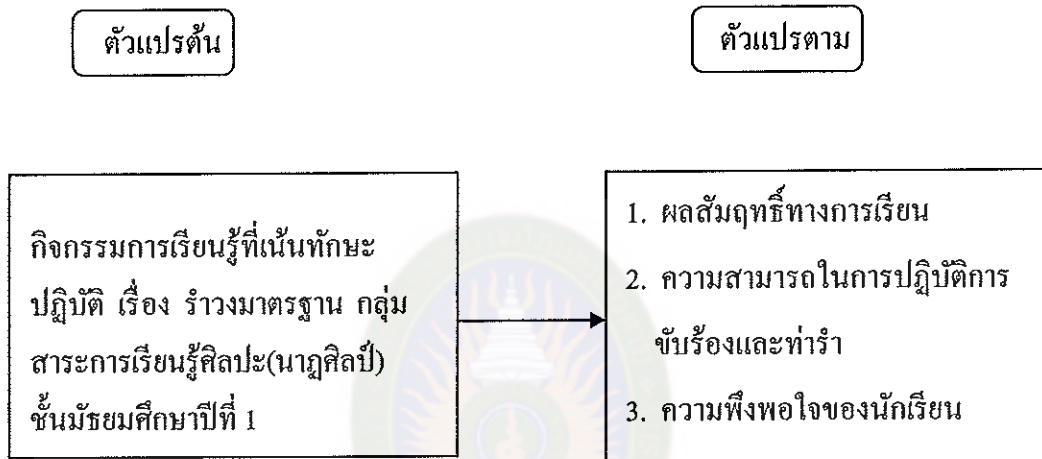 ตัวแปรต้น
ตัวแปรตาม
กิจกรรมการเรียนรู้ที่เน้นทักษะ
ปฏิบัติ เรื่อง รำวงมาตรฐาน กลุ่ม
สาระการเรียนรู้ศิลปะ(นาฏศิลป์)
ชั้นมัธยมศึกษาปีที่ 1
1. ผลสัมฤทธิ์ทางการเรียน
2. ความสามารถในการปฏิบัติการ
ขับร้องและท่ารำ
3. ความพึงพอใจของนักเรียน